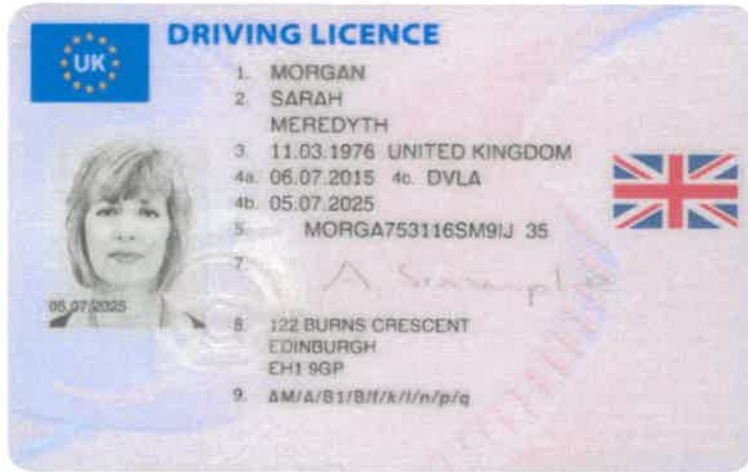 UK
DRIVING LICENCE
1. MORGAN
2. SARAH
MEREDYTH
3. 11.03.1976 UNITED KINGDOM
4a. 06.07.2015 4c. DVLA
4b. 05.07.2025
5. MORGA753116SM9IJ 35
7.
05.07.2025
8. 122 BURNS CRESCENT
EDINBURGH
EH1 9GP
9. AM/A/B1/B/f/k/l/n/p/q